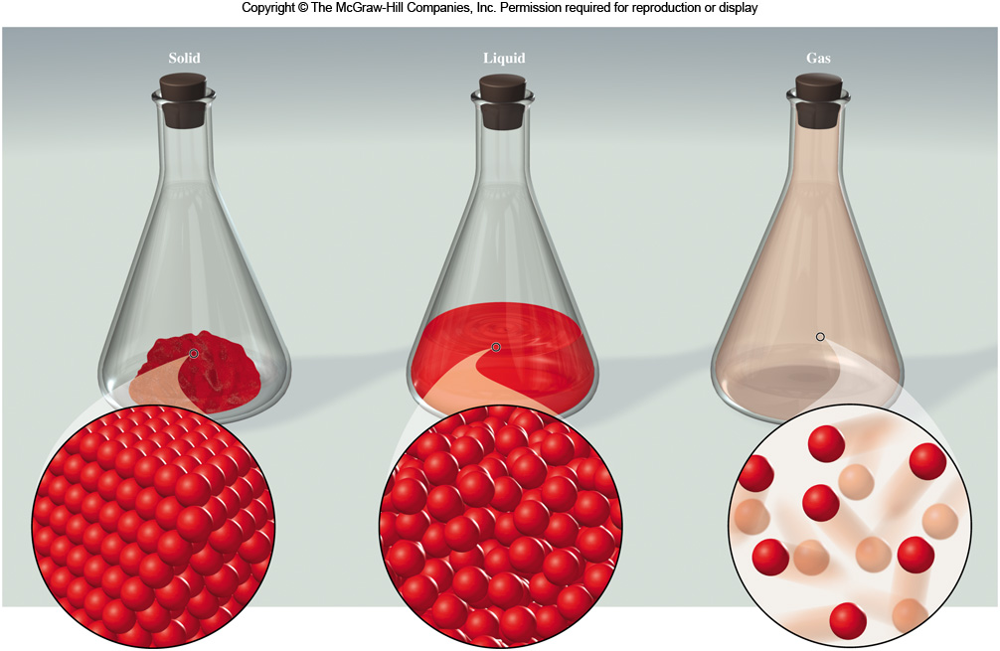 Copyright © The McGraw-Hill Companies, Inc. Permission required for reproduction or display
Solid
Liquid
Gas